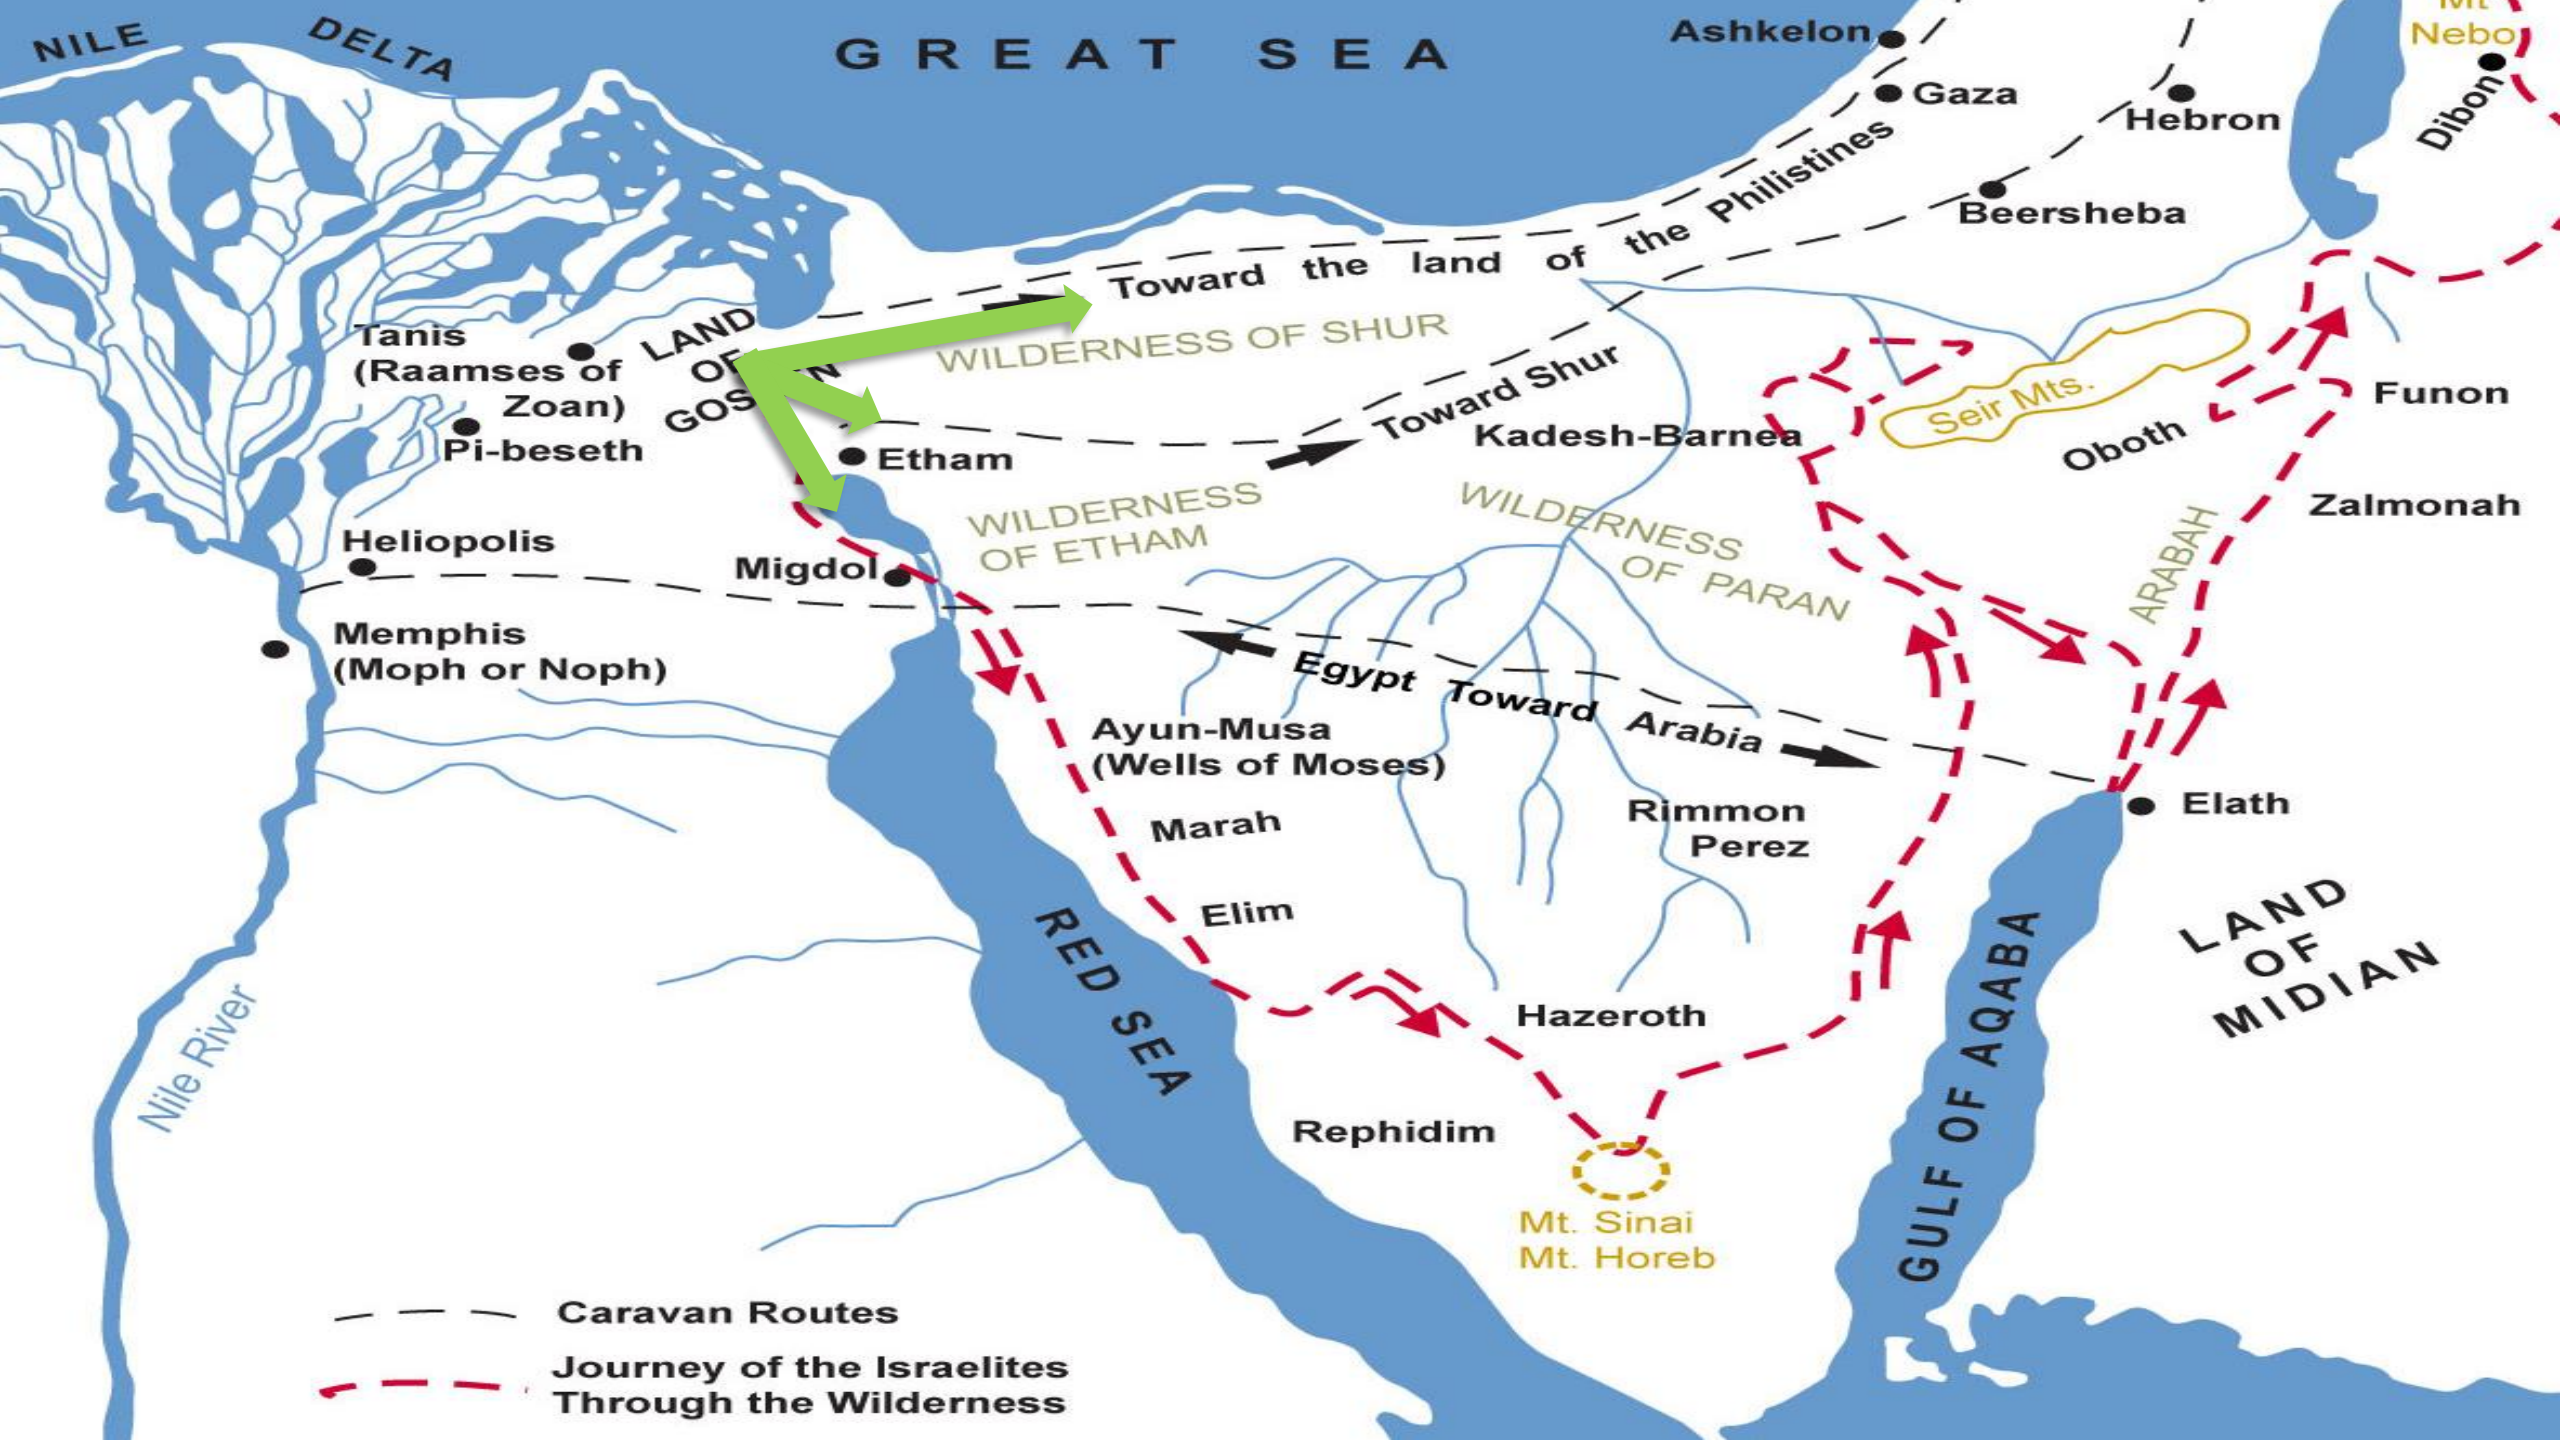 NILE DELTA
GREAT SEA
Ashkelon
Gaza
Hebron
Mt
Nebo
Dibon
Beersheba
Toward the land of the Philistines
WILDERNESS OF SHUR
Toward Shur
Tanis
(Raamses of
Zoan)
LAND
OF
Pi-beseth
Etham
Kadesh-Barnea
Seir Mts.
Oboth
Funon
Zalmonah
ARABAH
WILDERNESS
OF ETHAM
WILDERNESS
OF PARAN
Heliopolis
Migdol
Memphis
(Moph or Noph)
Egypt Toward Arabia
Ayun-Musa
(Wells of Moses)
Marah
Elim
Rimmon
Perez
Elath
LAND
OF
MIDIAN
RED SEA
GULF OF AQABA
Nile River
Hazeroth
Rephidim
Mt. Sinai
Mt. Horeb
Caravan Routes
Journey of the Israelites
Through the Wilderness